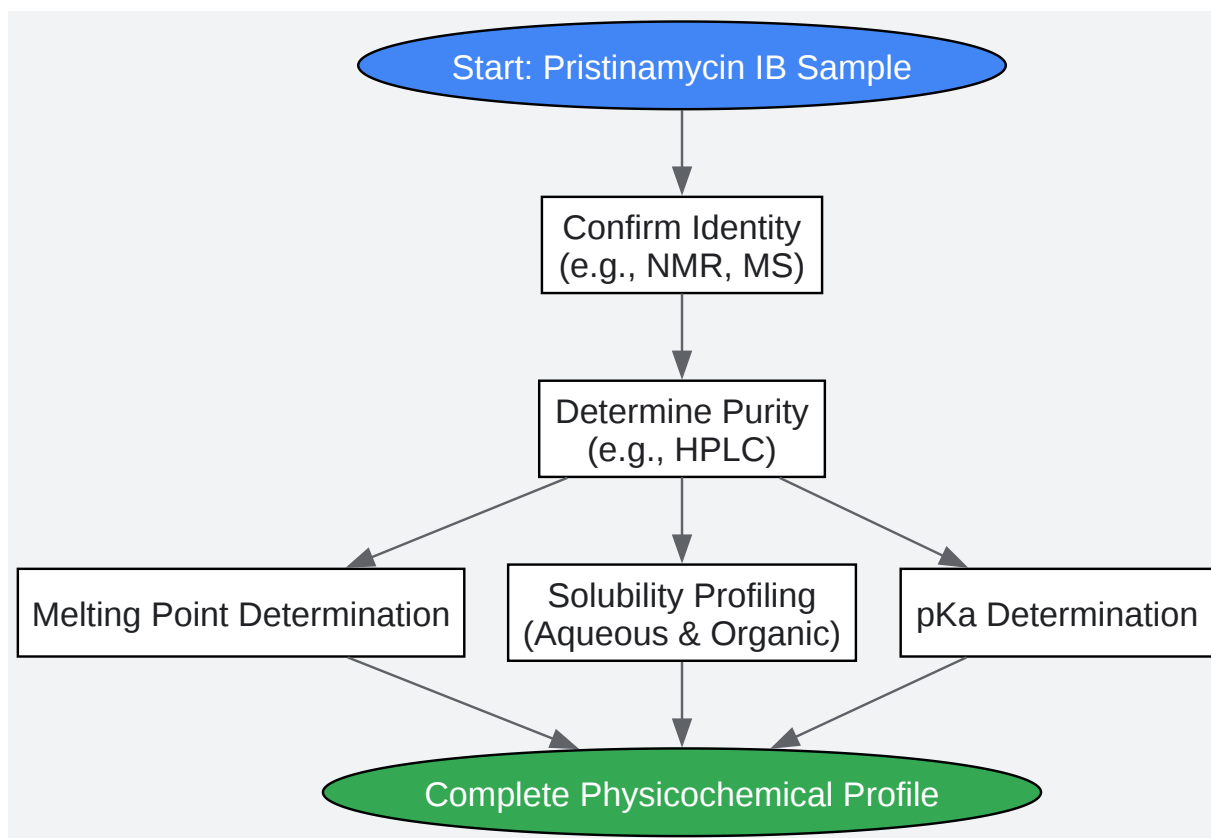 Start: Pristinamycin IB Sample
Confirm Identity
(e.g., NMR, MS)
Determine Purity
(e.g., HPLC)
Melting Point Determination
Solubility Profiling
(Aqueous & Organic)
pKa Determination
Complete Physicochemical Profile